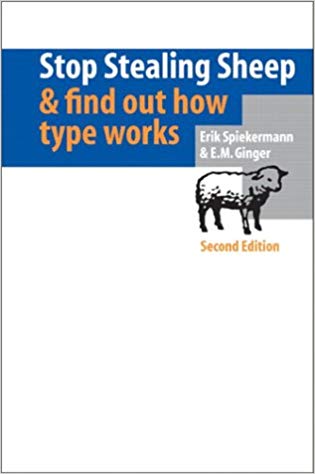 Stop Stealing Sheep
& find out how
type works
Erik Spiekermann
& E.M. Ginger
Second Edition